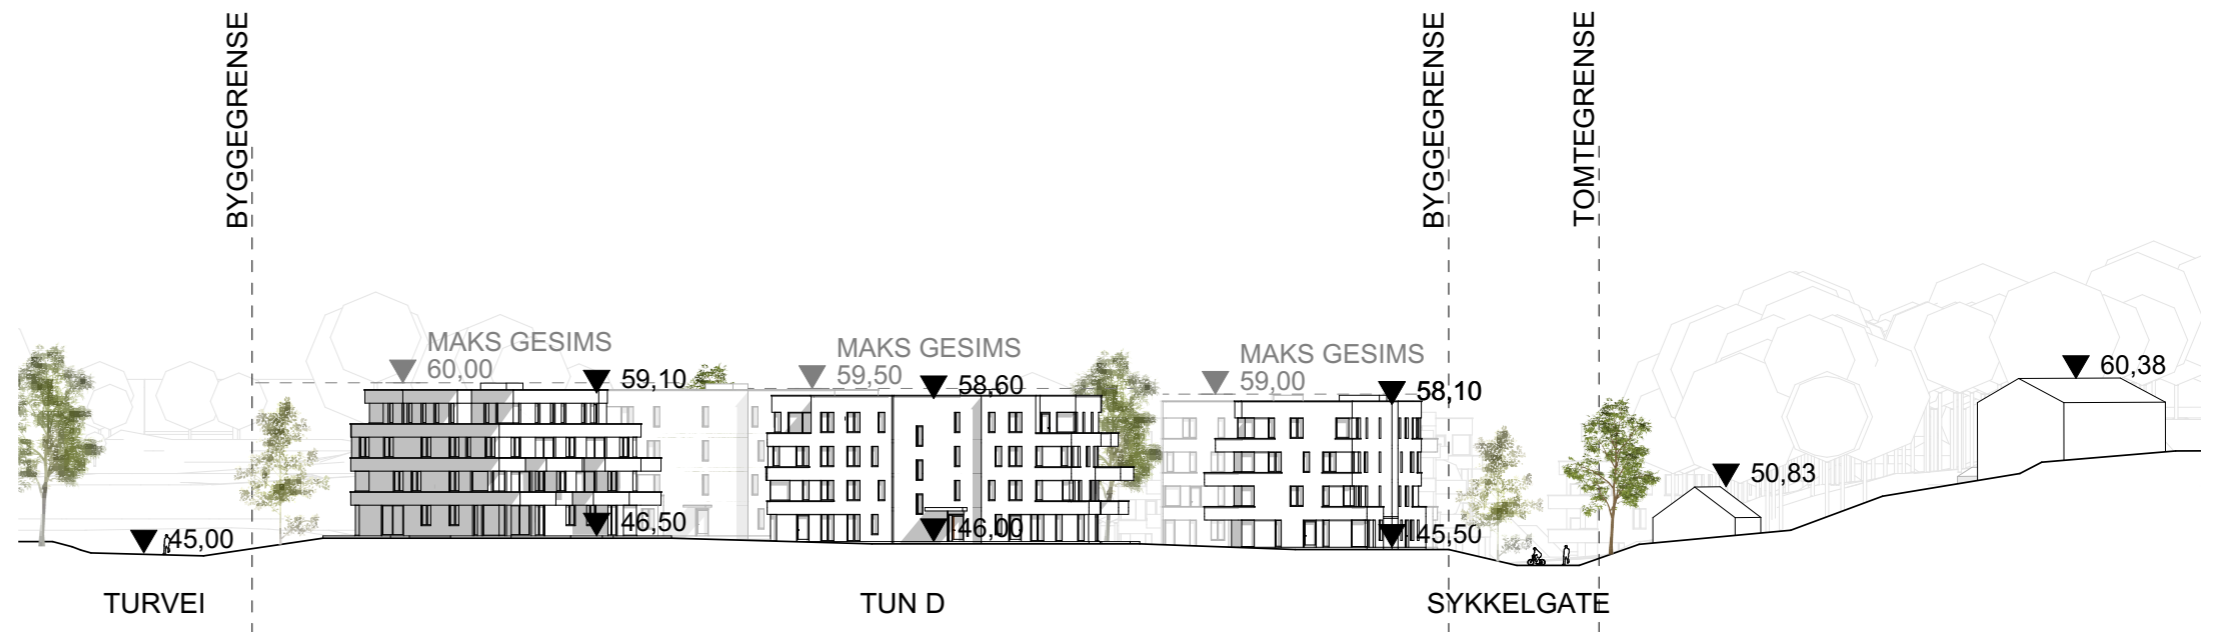 BYGGEGRENSE
BYGGEGRENSE
TOMTEGRENSE
MAKS GESIMS
60,00
59,10
MAKS GESIMS
59,50
58,60
MAKS GESIMS
59,00
58,10
60,38
50,83
45,00
46,50
46,00
45,50
TURVEI
TUN D
SYKKELGATE